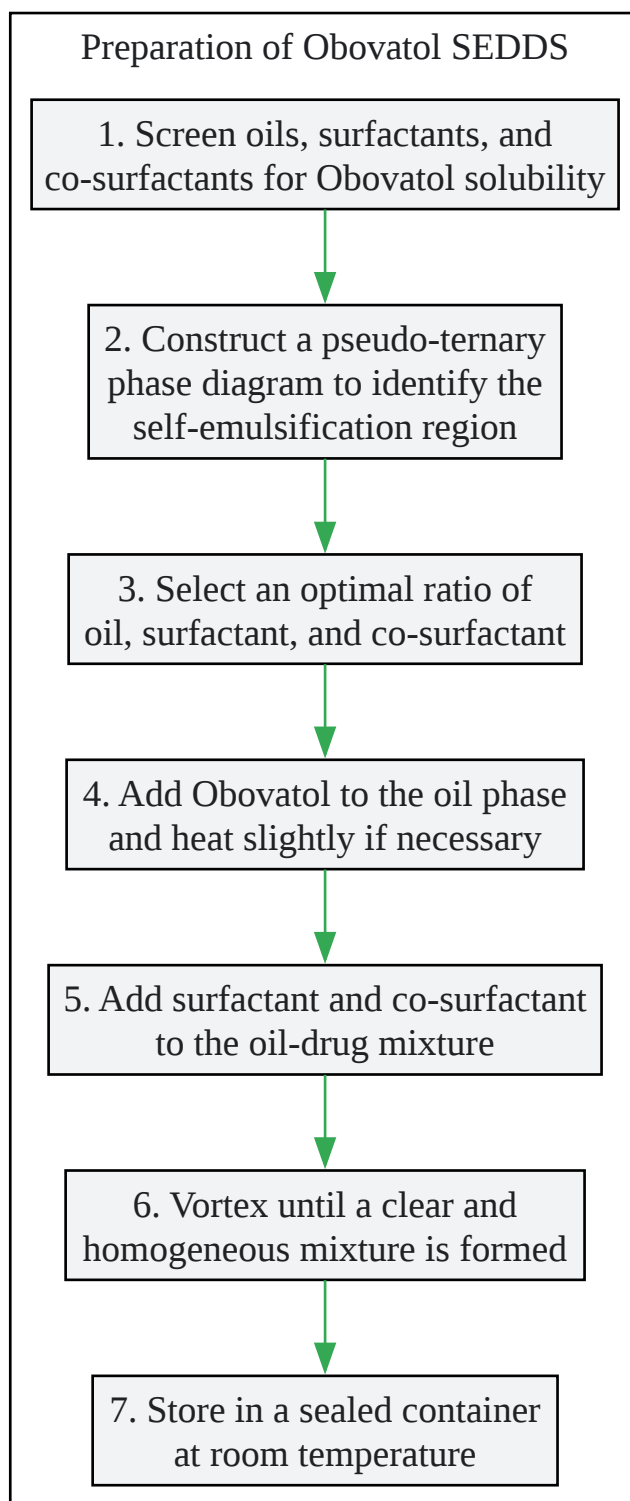 Preparation of Obovatol SEDDS
1. Screen oils, surfactants, and
co-surfactants for Obovatol solubility
2. Construct a pseudo-ternary
phase diagram to identify the
self-emulsification region
3. Select an optimal ratio of
oil, surfactant, and co-surfactant
4. Add Obovatol to the oil phase
and heat slightly if necessary
5. Add surfactant and co-surfactant
to the oil-drug mixture
6. Vortex until a clear and
homogeneous mixture is formed
7. Store in a sealed container
at room temperature